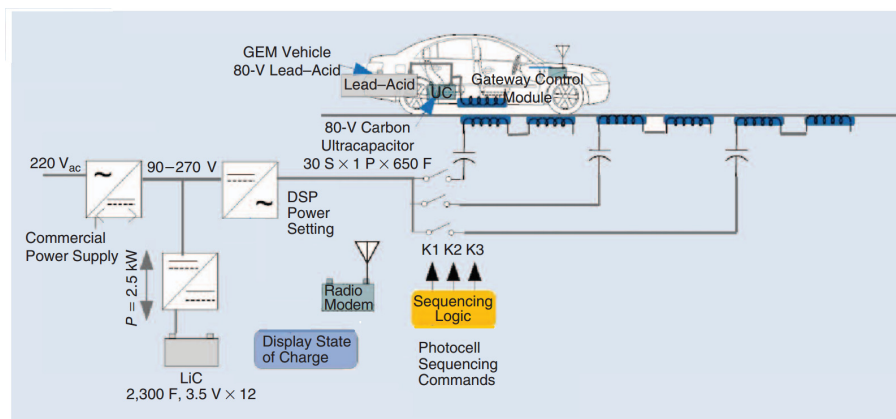 GEM Vehicle
80-V Lead–Acid
Lead–Acid
UC
Gateway Control
Module
80-V Carbon
Ultracapacitor
30 S × 1 P × 650 F
220 Vac
90–270 V
~
~
DSP
Power
Setting
Commercial
Power Supply
P = 2.5 kW
K1 K2 K3
Radio
Modem
Sequencing
Logic
Display State
of Charge
Photocell
Sequencing
Commands
LiC
2,300 F, 3.5 V × 12